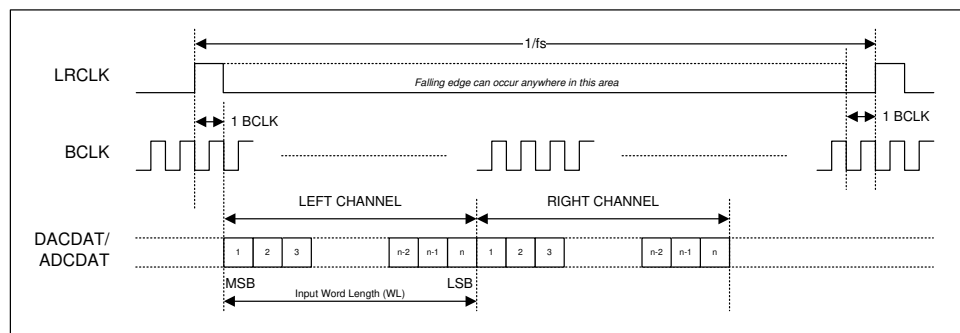 1/fs
LRCLK
Falling edge can occur anywhere in this area
1 BCLK
1 BCLK
BCLK
LEFT CHANNEL
RIGHT CHANNEL
DACDAT/
ADCDAT
1 2 3 n-2 n-1 n 1 2 3 n-2 n-1 n
MSB
Input Word Length (WL)
LSB